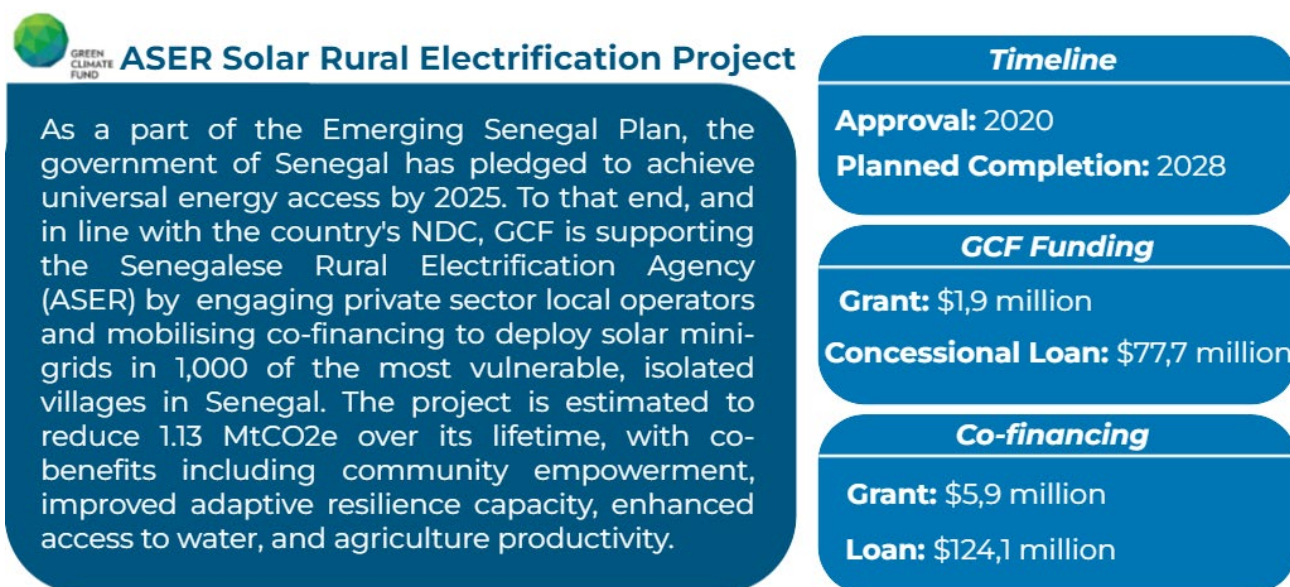 GREEN
CLIMATE
FUND
ASER Solar Rural Electrification Project
As a part of the Emerging Senegal Plan, the
government of Senegal has pledged to achieve
universal energy access by 2025. To that end, and
in line with the country's NDC, GCF is supporting
the Senegalese Rural Electrification Agency
(ASER) by engaging private sector local operators
and mobilising co-financing to deploy solar mini-
grids in 1,000 of the most vulnerable, isolated
villages in Senegal. The project is estimated to
reduce 1.13 MtCO2e over its lifetime, with co-
benefits including community empowerment,
improved adaptive resilience capacity, enhanced
access to water, and agriculture productivity.
Timeline
Approval: 2020
Planned Completion: 2028
GCF Funding
Grant: $1,9 million
Concessional Loan: $77,7 million
Co-financing
Grant: $5,9 million
Loan: $124,1 million